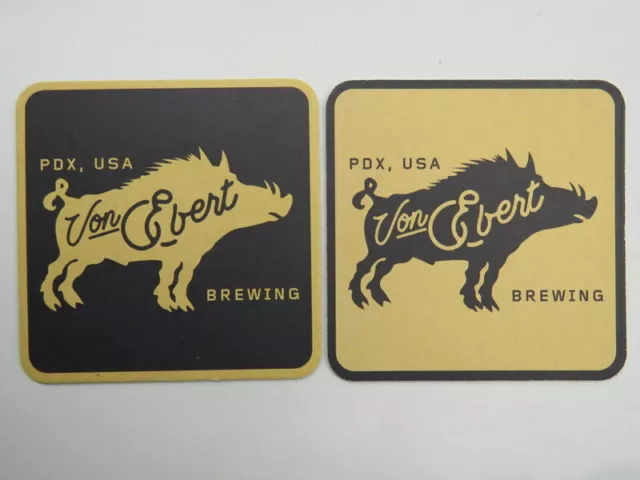 PDX, USA
Von Ebert
BREWING
PDX, USA
Von Ebert
BREWING